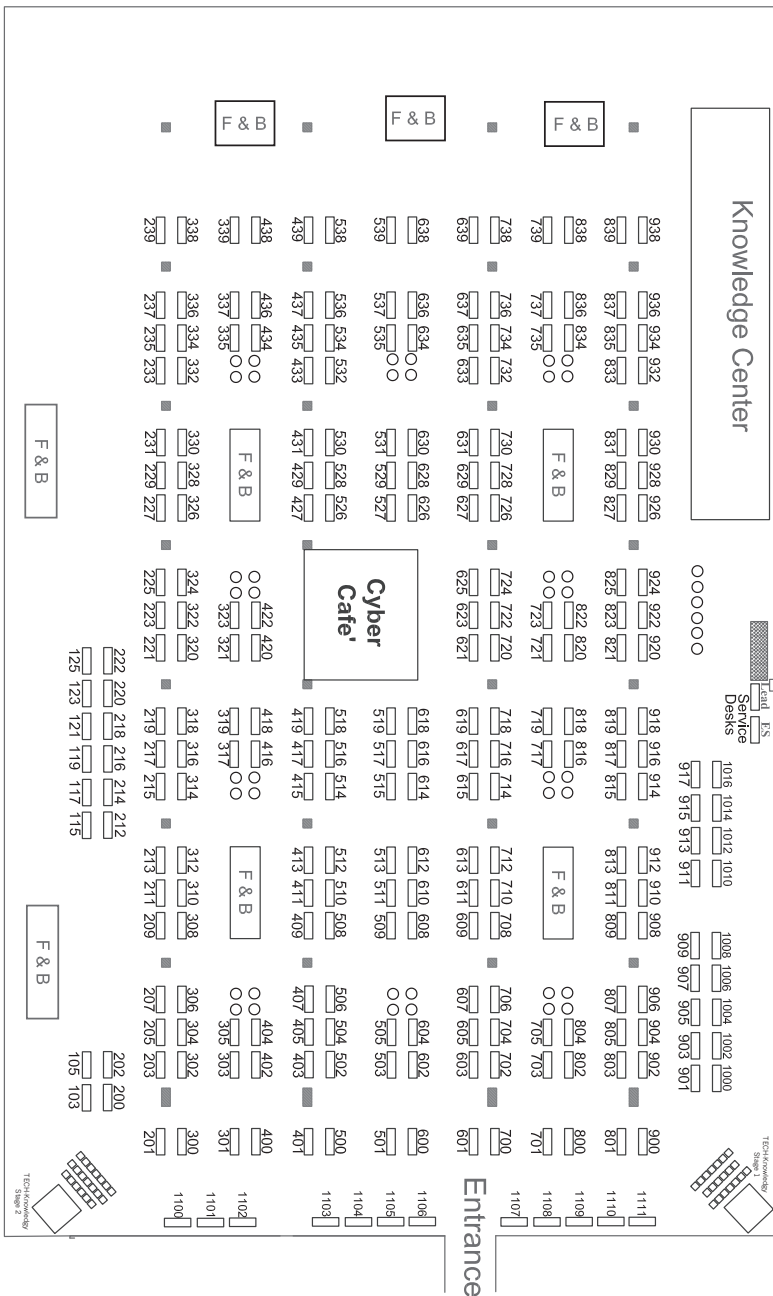 F & B
F & B
F & B
Knowledge Center
239 338 339 438 439 538 539 638 639 738 739 838 839 938
237 336 337 436 437 536 537 636 637 736 737 836 837 936
235 334 335 434 435 534 535 634 635 734 735 834 835 934
233 332 433 532 633 732 833 932
F & B
F & B
F & B
231 330 431 530 531 630 631 730 831 930
229 328 429 528 529 628 629 728 829 928
227 326 427 526 527 626 627 726 827 926
Cyber
Cafe'
225 324 625 724 825 924
223 322 323 422 623 722 723 822 823 922
221 320 321 420 621 720 721 820 821 920
Lead ES
Service
Desks
125 222
123 220
121 218
119 216
117 214
115 212
219 318 319 418 419 518 519 618 619 718 719 818 819 918
217 316 317 416 417 516 517 616 617 716 717 816 817 916
215 314 415 514 515 614 615 714 815 914
917 1016
915 1014
913 1012
911 1010
F & B
F & B
F & B
213 312 413 512 513 612 613 712 813 912
211 310 411 510 511 610 611 710 811 910
209 308 409 508 509 608 609 708 809 908
909 1008
907 1006
905 1004
903 1002
901 1000
207 306 407 506 607 706 807 906
205 304 305 404 405 504 505 604 605 704 705 804 805 904
203 302 303 402 403 502 503 602 603 702 703 802 803 902
105 202
103 200
201 300 301 400 401 500 501 600 601 700 701 800 801 900
TECH-Knowledge
Stage 2
TECH-Knowledge
Stage 1
1100 1101 1102 1103 1104 1105 1106 1107 1108 1109 1110 1111
Entrance